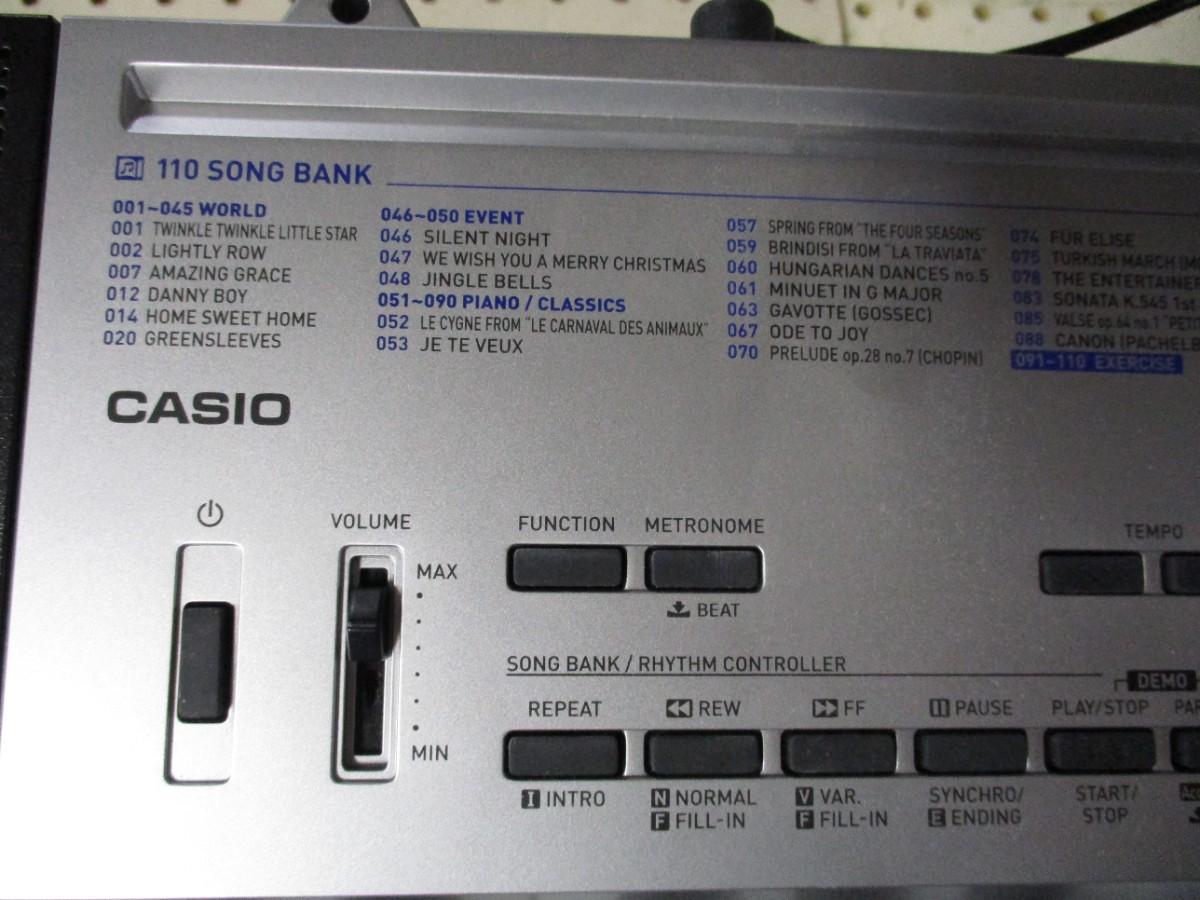 110 SONG BANK
001~045 WORLD
001 TWINKLE TWINKLE LITTLE STAR
002 LIGHTLY ROW
007 AMAZING GRACE
012 DANNY BOY
014 HOME SWEET HOME
020 GREENSLEEVES
046~050 EVENT
046 SILENT NIGHT
047 WE WISH YOU A MERRY CHRISTMAS
048 JINGLE BELLS
051~090 PIANO / CLASSICS
052 LE CYGNE FROM "LE CARNAVAL DES ANIMAUX"
053 JE TE VEUX
057 SPRING FROM "THE FOUR SEASONS"
059 BRINDISI FROM "LA TRAVIATA"
060 HUNGARIAN DANCES no.5
061 MINUET IN G MAJOR
063 GAVOTTE (GOSSEC)
067 ODE TO JOY
070 PRELUDE op.28 no.7 (CHOPIN)
074 FÜR ELISE
075 TURKISH MARCH
078 THE ENTERTAINE
083 SONATA K.545 1st
085 VALSE op.64 no.1 "PETI
088 CANON (PACHELB
091~110 EXERCISE
CASIO
VOLUME
MAX
MIN
FUNCTION METRONOME
BEAT
TEMPO
SONG BANK / RHYTHM CONTROLLER
DEMO
REPEAT REW FF PAUSE PLAY/STOP PAR
I INTRO N NORMAL V VAR. SYNCHRO/ START/
F FILL-IN F FILL-IN E ENDING STOP